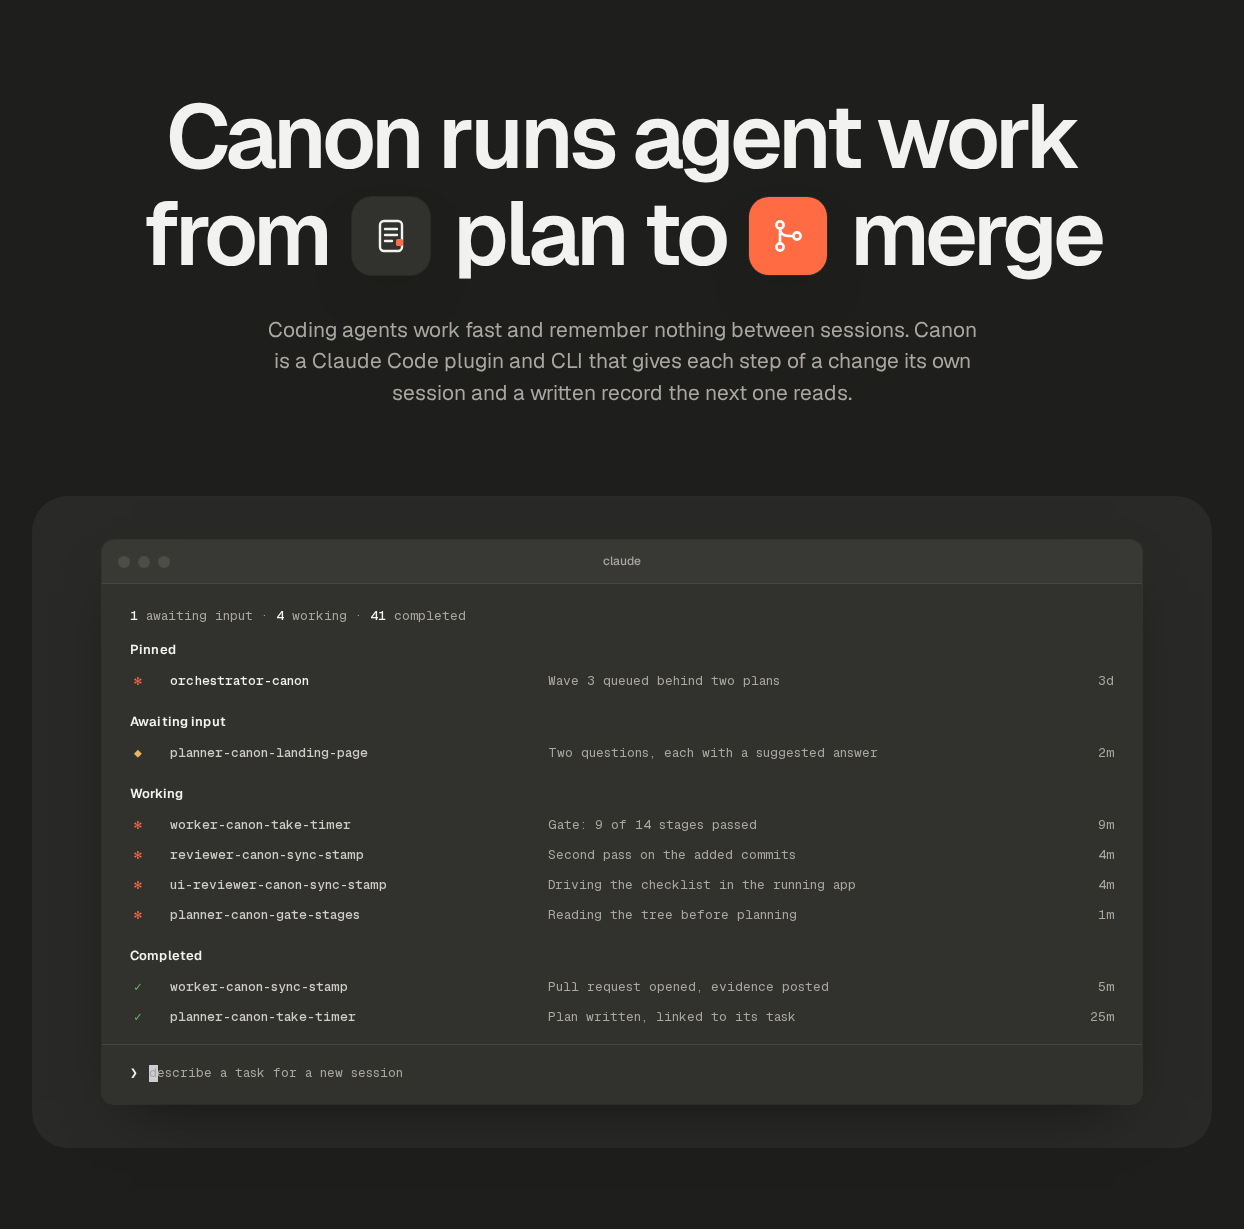 Canon runs agent work
from plan to merge
Coding agents work fast and remember nothing between sessions. Canon
is a Claude Code plugin and CLI that gives each step of a change its own
session and a written record the next one reads.
claude
1 awaiting input · 4 working · 41 completed
Pinned
✻ orchestrator-canon Wave 3 queued behind two plans 3d
Awaiting input
◆ planner-canon-landing-page Two questions, each with a suggested answer 2m
Working
✻ worker-canon-take-timer Gate: 9 of 14 stages passed 9m
✻ reviewer-canon-sync-stamp Second pass on the added commits 4m
✻ ui-reviewer-canon-sync-stamp Driving the checklist in the running app 4m
✻ planner-canon-gate-stages Reading the tree before planning 1m
Completed
✓ worker-canon-sync-stamp Pull request opened, evidence posted 5m
✓ planner-canon-take-timer Plan written, linked to its task 25m
❯ describe a task for a new session